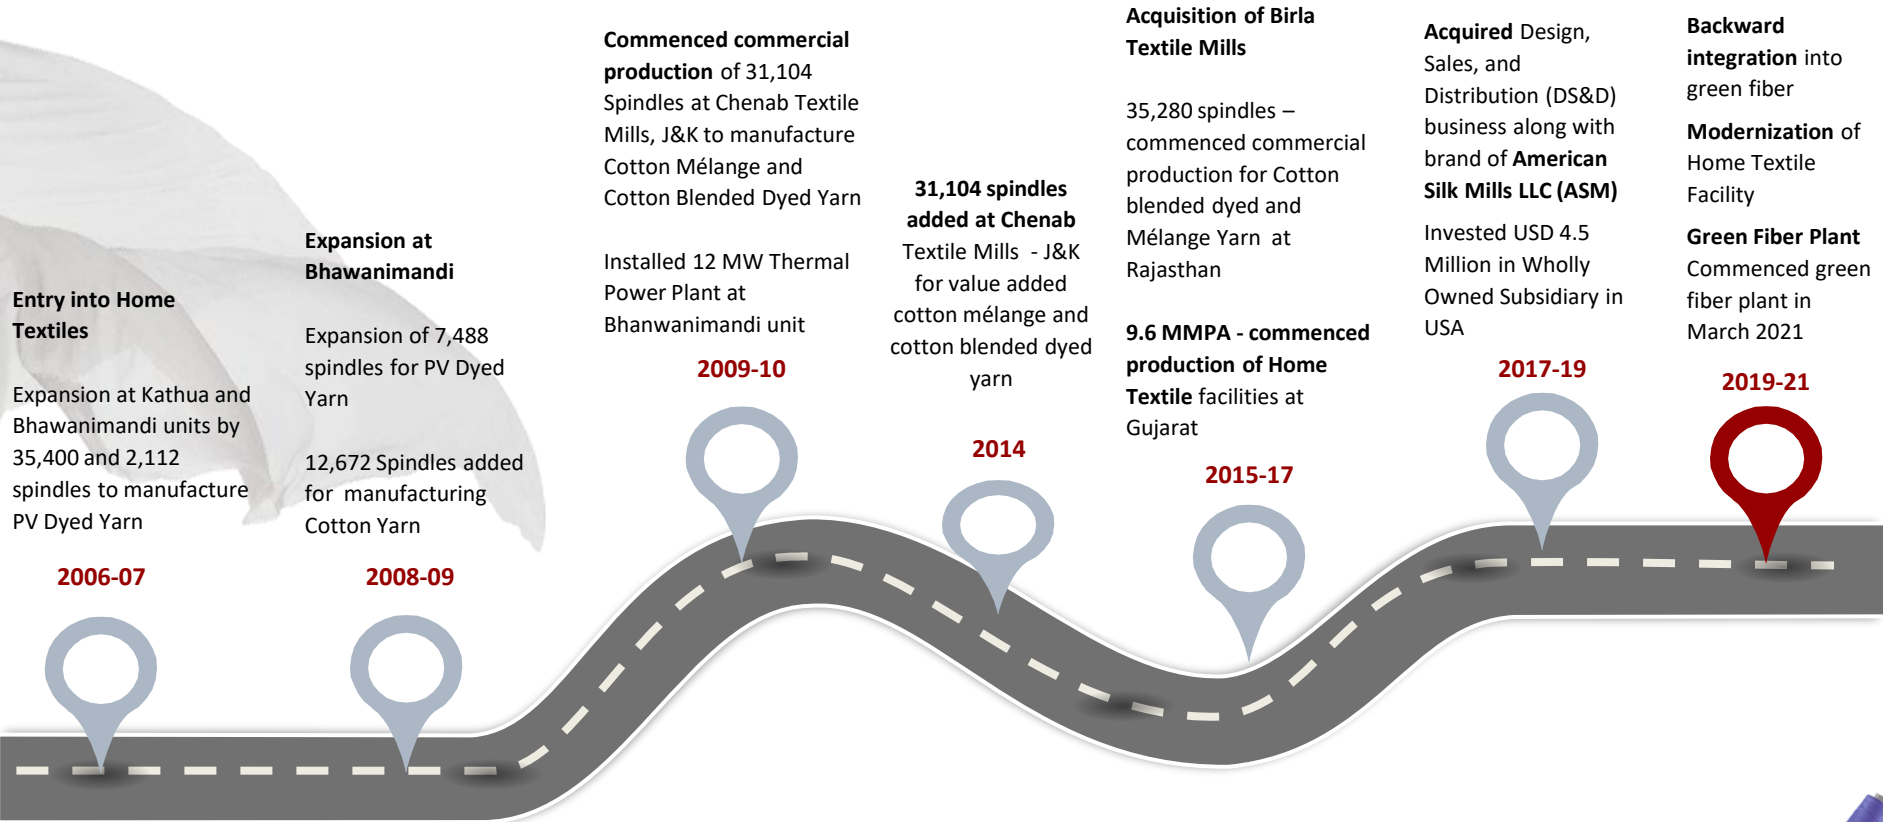 Entry into Home
Textiles
Expansion at Kathua and
Bhawanimandi units by
35,400 and 2,112
spindles to manufacture
PV Dyed Yarn
2006-07
Expansion at
Bhawanimandi
Expansion of 7,488
spindles for PV Dyed
Yarn
12,672 Spindles added
for manufacturing
Cotton Yarn
2008-09
Commenced commercial
production of 31,104
Spindles at Chenab Textile
Mills, J&K to manufacture
Cotton Mélange and
Cotton Blended Dyed Yarn
Installed 12 MW Thermal
Power Plant at
Bhanwanimandi unit
2009-10
31,104 spindles
added at Chenab
Textile Mills - J&K
for value added
cotton mélange and
cotton blended dyed
yarn
2014
Acquisition of Birla
Textile Mills
35,280 spindles –
commenced commercial
production for Cotton
blended dyed and
Mélange Yarn at
Rajasthan
9.6 MMPA - commenced
production of Home
Textile facilities at
Gujarat
2015-17
Acquired Design,
Sales, and
Distribution (DS&D)
business along with
brand of American
Silk Mills LLC (ASM)
Invested USD 4.5
Million in Wholly
Owned Subsidiary in
USA
2017-19
Backward
integration into
green fiber
Modernization of
Home Textile
Facility
Green Fiber Plant
Commenced green
fiber plant in
March 2021
2019-21